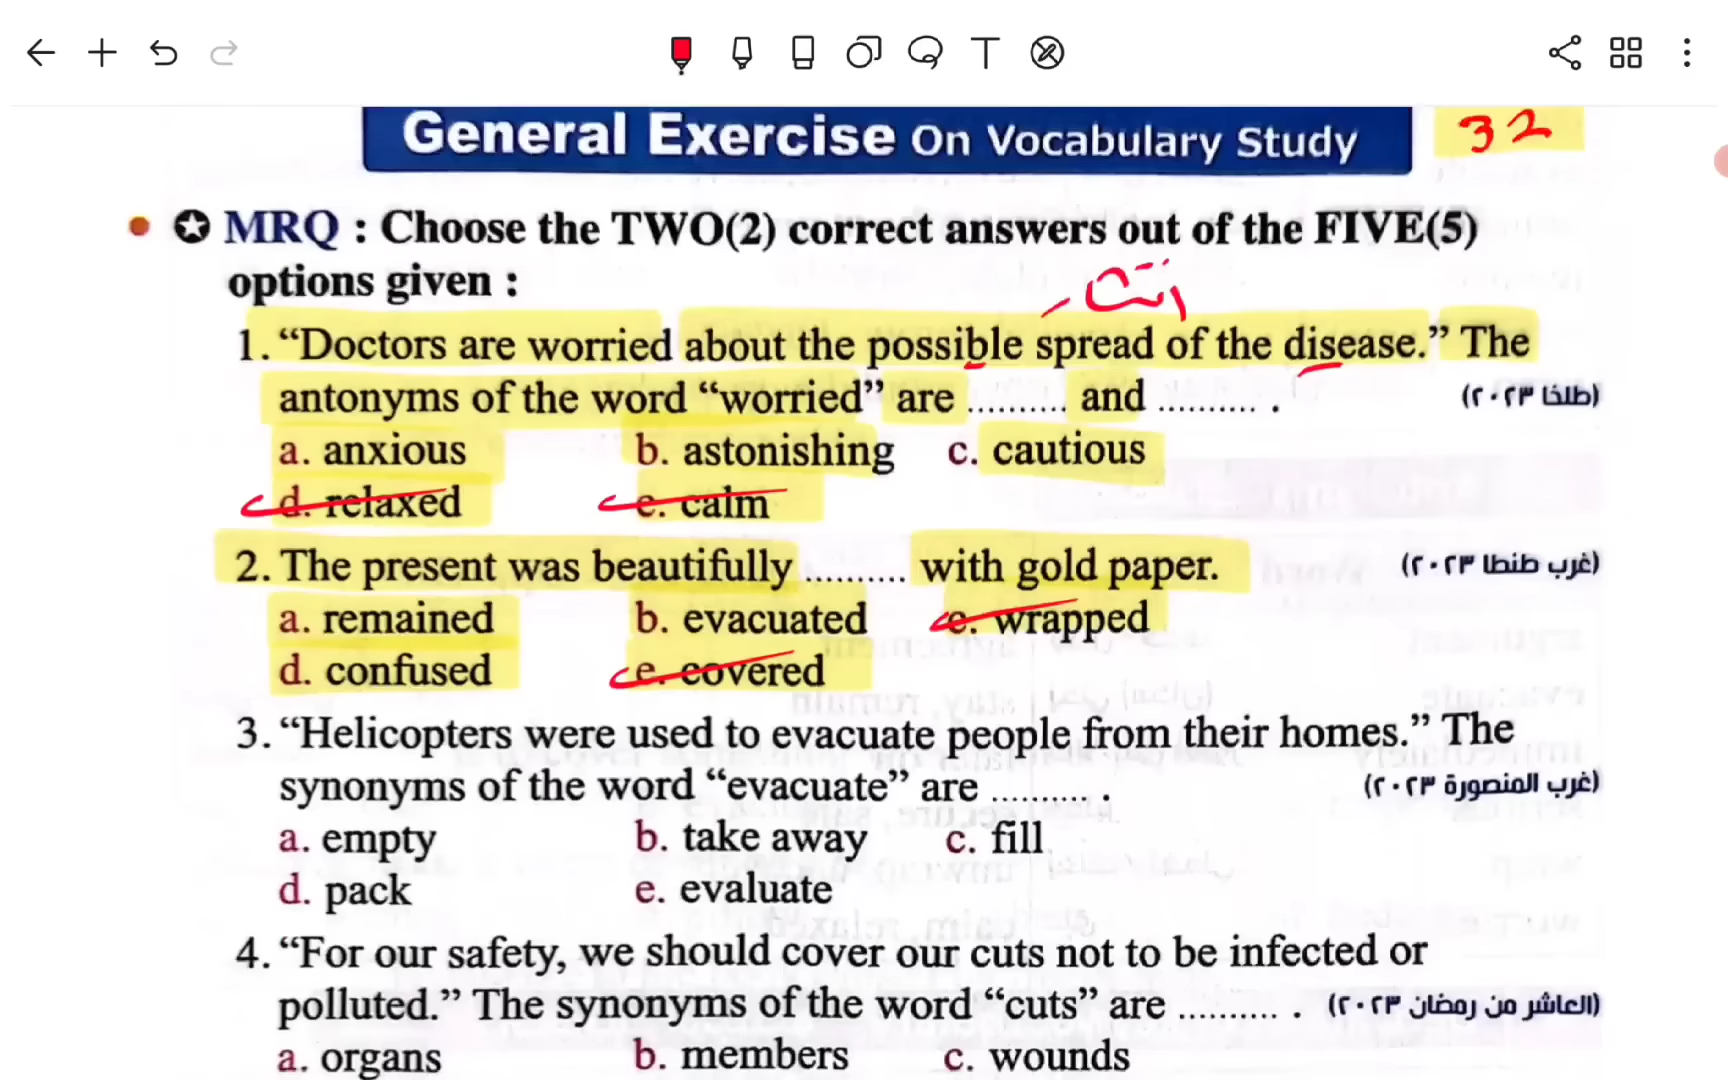 General Exercise On Vocabulary Study 32
MRQ : Choose the TWO(2) correct answers out of the FIVE(5)
options given :
1. “Doctors are worried about the possible spread of the disease.” The
antonyms of the word “worried” are .......... and .......... . (طلخا ٢٠٢٣)
a. anxious b. astonishing c. cautious
d. relaxed e. calm
2. The present was beautifully .......... with gold paper. (غرب طنطا ٢٠٢٣)
a. remained b. evacuated c. wrapped
d. confused e. covered
3. “Helicopters were used to evacuate people from their homes.” The
synonyms of the word “evacuate” are .......... . (غرب المنصورة ٢٠٢٣)
a. empty b. take away c. fill
d. pack e. evaluate
4. “For our safety, we should cover our cuts not to be infected or
polluted.” The synonyms of the word “cuts” are .......... . (العاشر من رمضان ٢٠٢٣)
a. organs b. members c. wounds